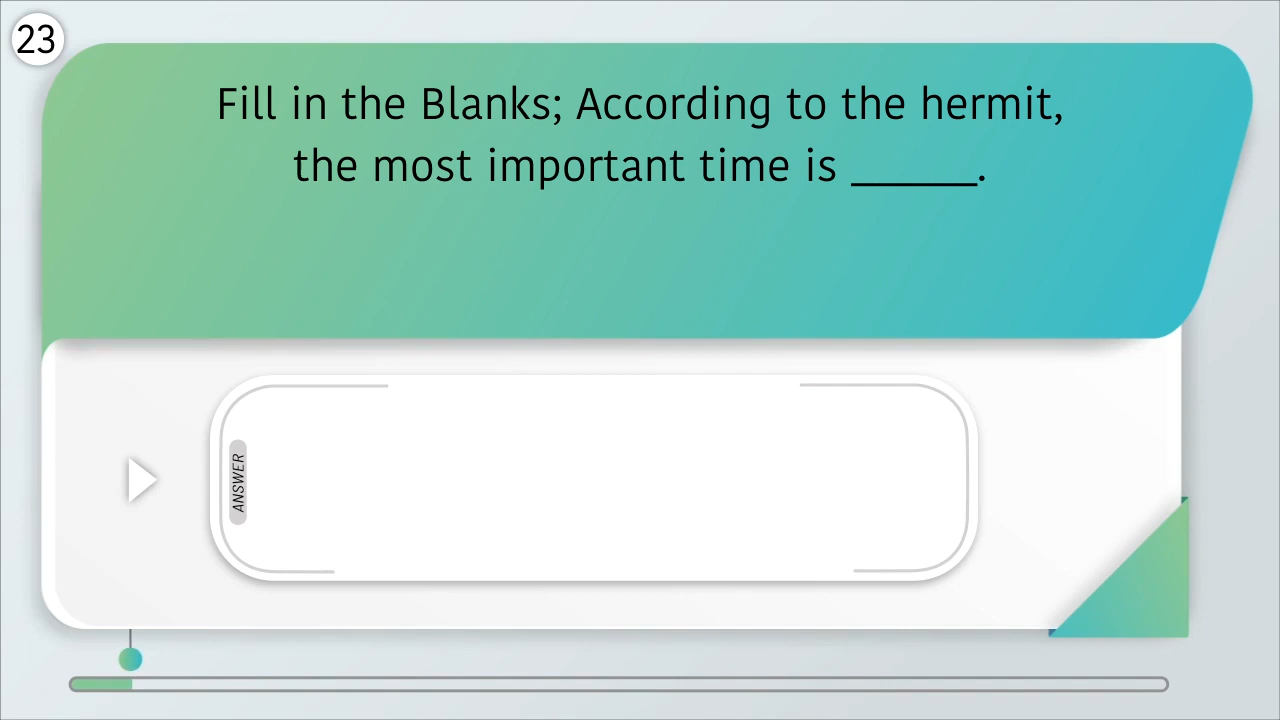 23
Fill in the Blanks; According to the hermit,
the most important time is ______.
ANSWER